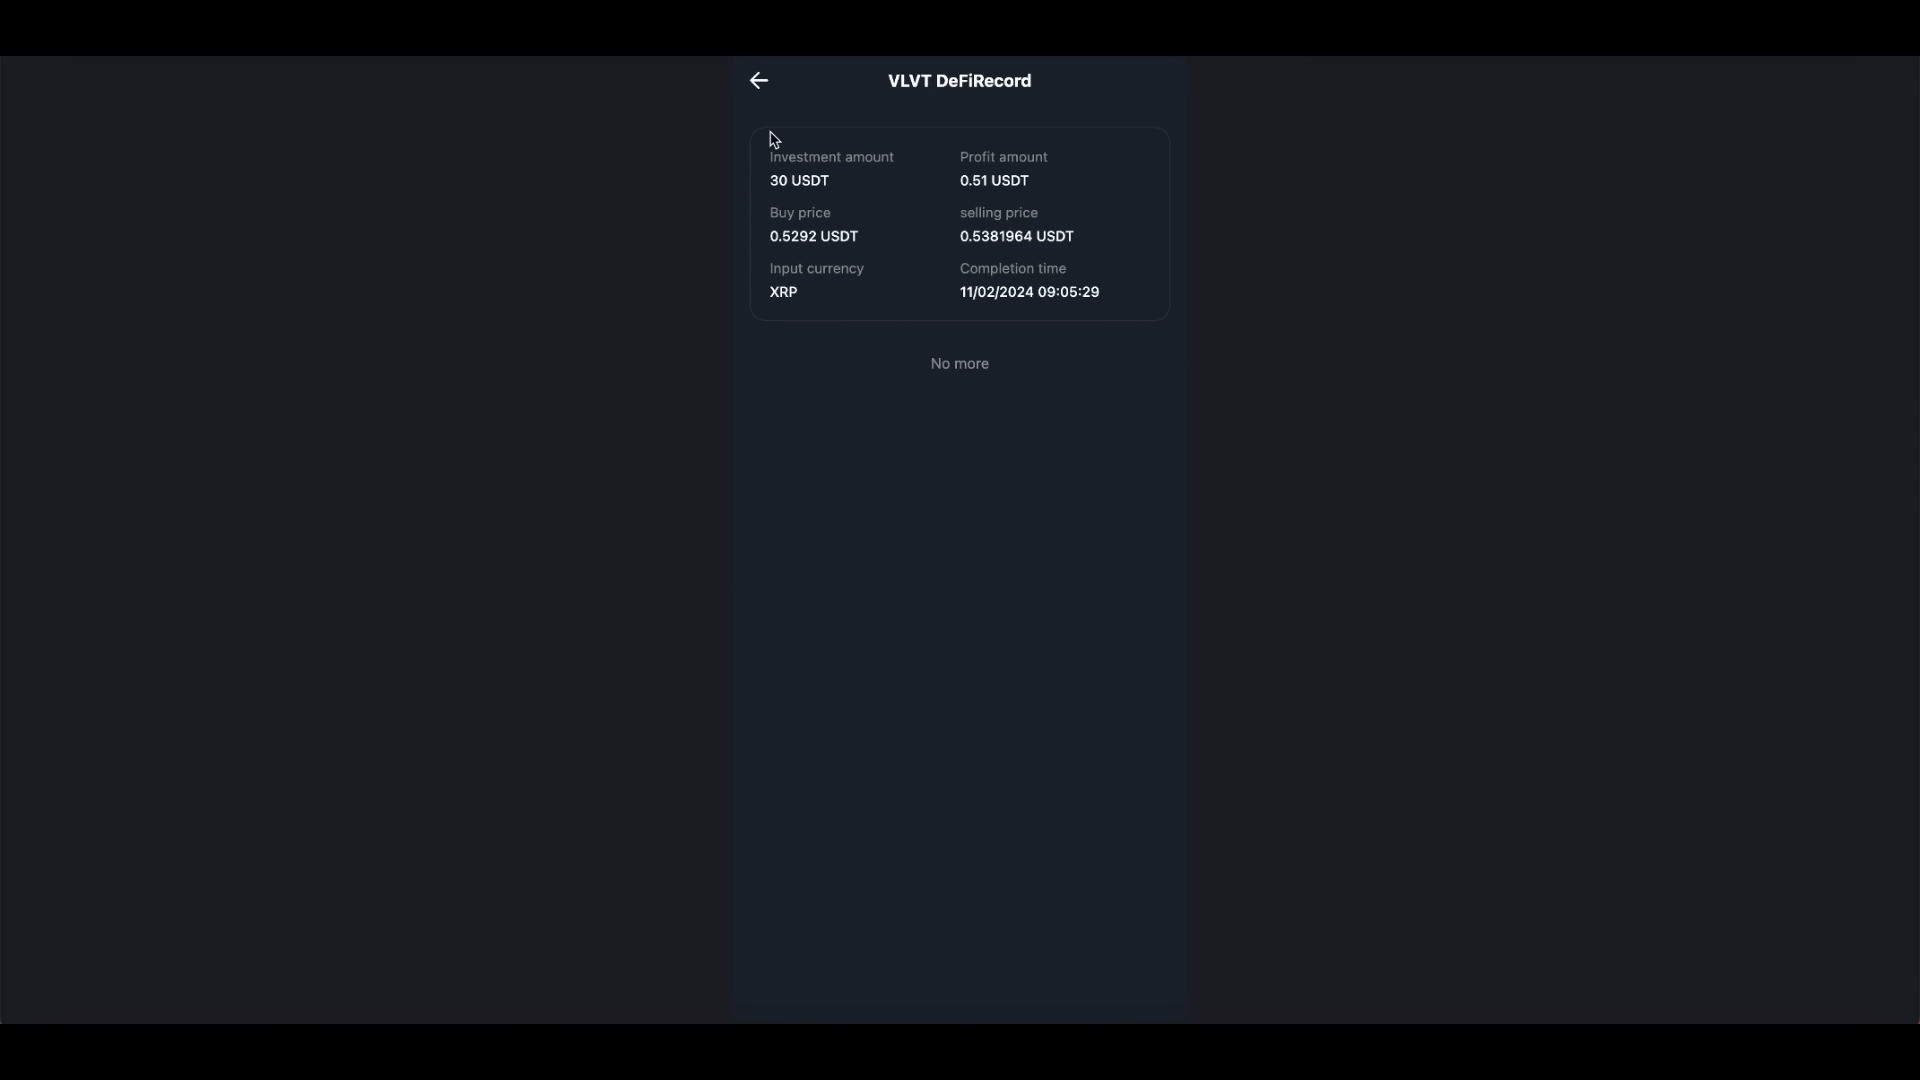 VLVT DeFiRecord
Investment amount Profit amount
30 USDT 0.51 USDT
Buy price selling price
0.5292 USDT 0.5381964 USDT
Input currency Completion time
XRP 11/02/2024 09:05:29
No more